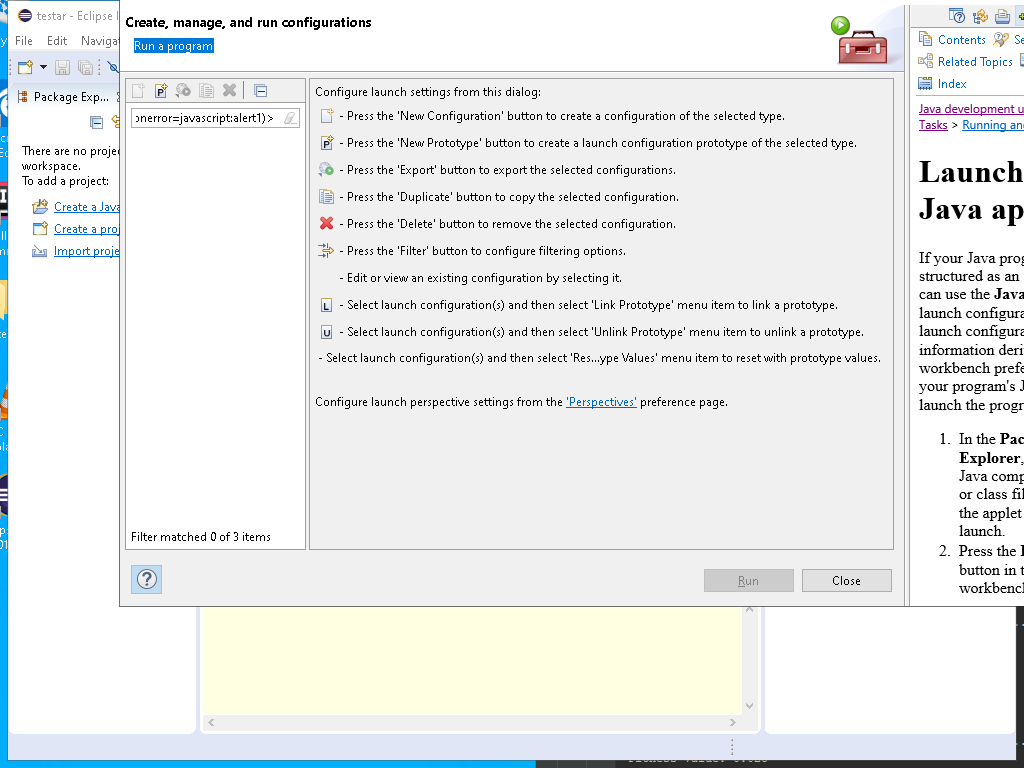 testar - Eclipse I
File Edit Naviga
Package Exp...
There are no proje
workspace.
To add a project:
Create a Java
Create a proj
Import proje
Create, manage, and run configurations
Run a program
onerror=javascript:alert1)>
Filter matched 0 of 3 items
Configure launch settings from this dialog:
- Press the 'New Configuration' button to create a configuration of the selected type.
- Press the 'New Prototype' button to create a launch configuration prototype of the selected type.
- Press the 'Export' button to export the selected configurations.
- Press the 'Duplicate' button to copy the selected configuration.
- Press the 'Delete' button to remove the selected configuration.
- Press the 'Filter' button to configure filtering options.
- Edit or view an existing configuration by selecting it.
- Select launch configuration(s) and then select 'Link Prototype' menu item to link a prototype.
- Select launch configuration(s) and then select 'Unlink Prototype' menu item to unlink a prototype.
- Select launch configuration(s) and then select 'Res...ype Values' menu item to reset with prototype values.
Configure launch perspective settings from the 'Perspectives' preference page.
Run
Close
Contents Se
Related Topics
Index
Java development u
Tasks > Running and
Launch
Java ap
If your Java prog
structured as an
can use the Java
launch configura
launch configura
information deri
workbench prefe
your program's J
launch the progr
1. In the Pac
Explorer,
Java comp
or class fil
the applet
launch.
2. Press the
button in t
workbench